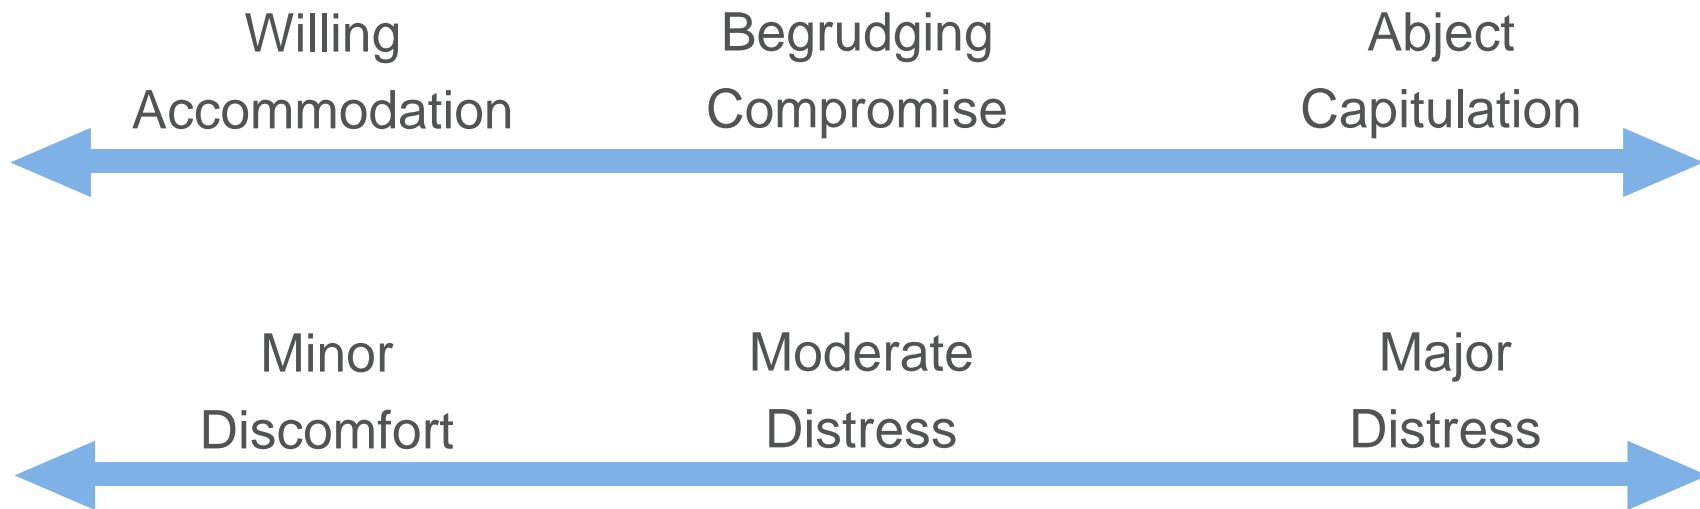 Willing Begrudging Abject
Accommodation Compromise Capitulation
Minor Moderate Major
Discomfort Distress Distress